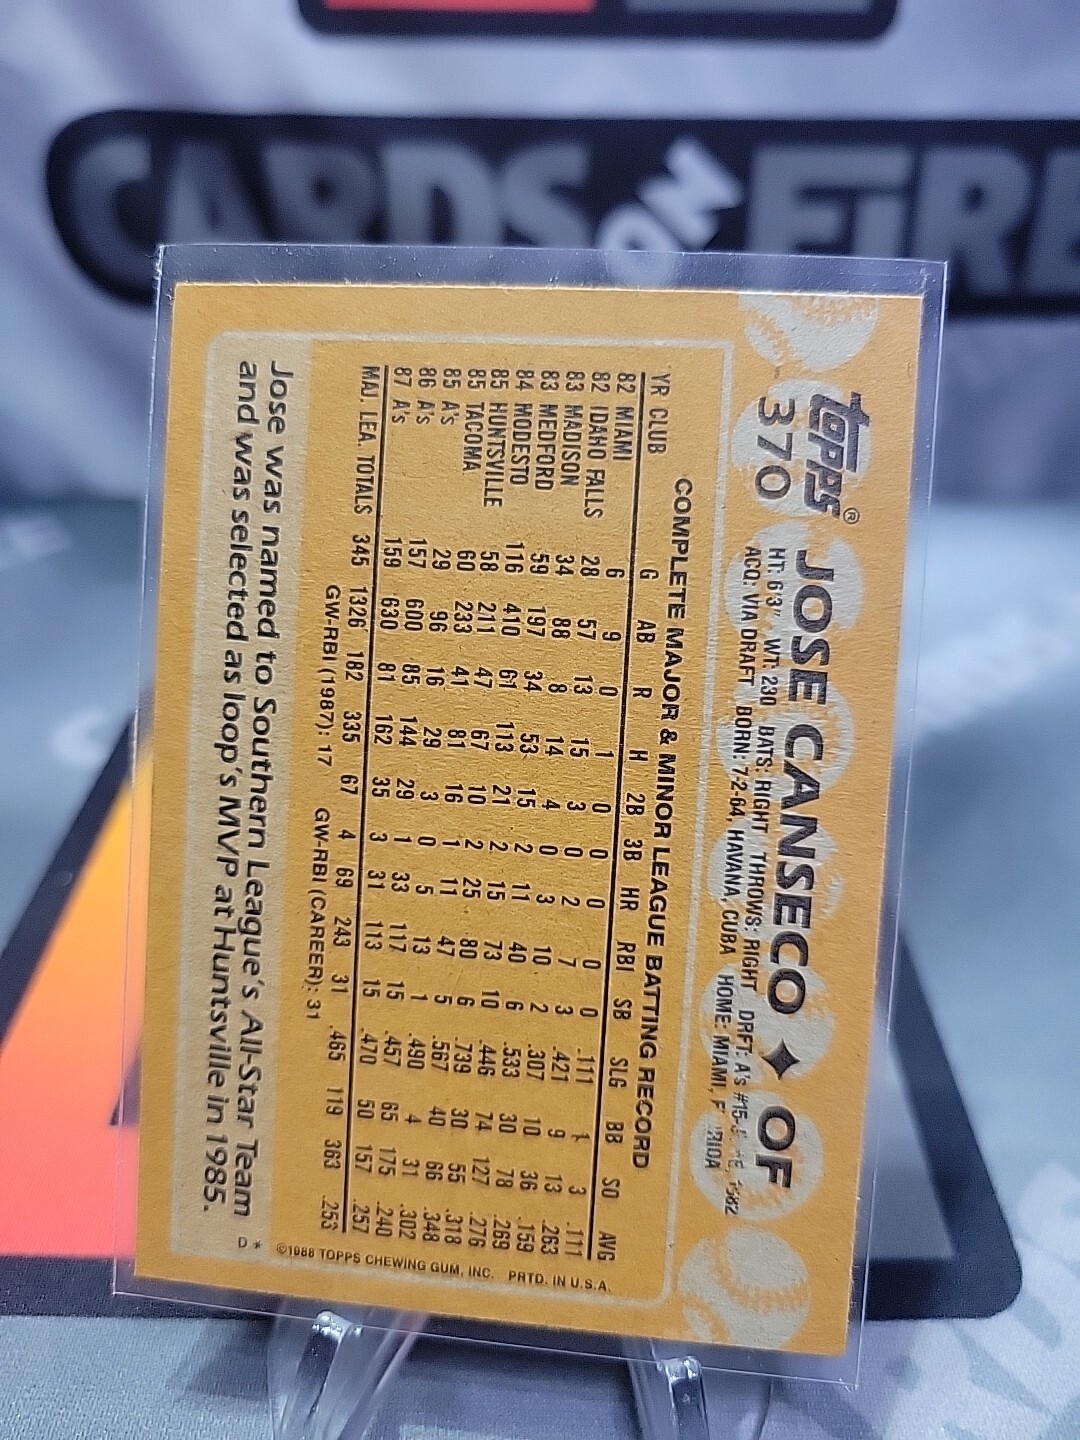 CARDS ON FIRE
topps®
370
JOSE CANSECO ✦ OF
HT: 6'3" WT: 230 BATS: RIGHT THROWS: RIGHT DRFT: A's #15- 1982
ACQ: VIA DRAFT BORN: 7-2-64, HAVANA, CUBA HOME: MIAMI,
COMPLETE MAJOR & MINOR LEAGUE BATTING RECORD
YR CLUB G AB R H 2B 3B HR RBI SB SLG BB SO AVG
82 MIAMI 6 9 0 1 0 0 0 0 0 .111 1 3 .111
82 IDAHO FALLS 28 57 13 15 3 0 2 7 3 .421 9 13 .263
83 MADISON 34 88 8 14 4 0 3 10 2 .307 10 36 .159
83 MEDFORD 59 197 34 53 15 2 11 40 6 .533 30 78 .269
84 MODESTO 116 410 61 113 21 2 15 73 10 .446 74 127 .276
85 HUNTSVILLE 58 211 47 67 10 2 25 80 6 .739 30 55 .318
85 TACOMA 60 233 41 81 16 1 11 47 5 .567 40 66 .348
85 A's 29 96 16 29 3 0 5 13 1 .490 4 31 .302
86 A's 157 600 85 144 29 1 33 117 15 .457 65 175 .240
87 A's 159 630 81 162 35 3 31 113 15 .470 50 157 .257
MAJ. LEA. TOTALS 345 1326 182 335 67 4 69 243 31 .465 119 363 .253
GW-RBI (1987): 17 GW-RBI (CAREER): 31
Jose was named to Southern League's All-Star Team
and was selected as loop's MVP at Huntsville in 1985.
D* ©1988 TOPPS CHEWING GUM, INC. PRTD. IN U.S.A.